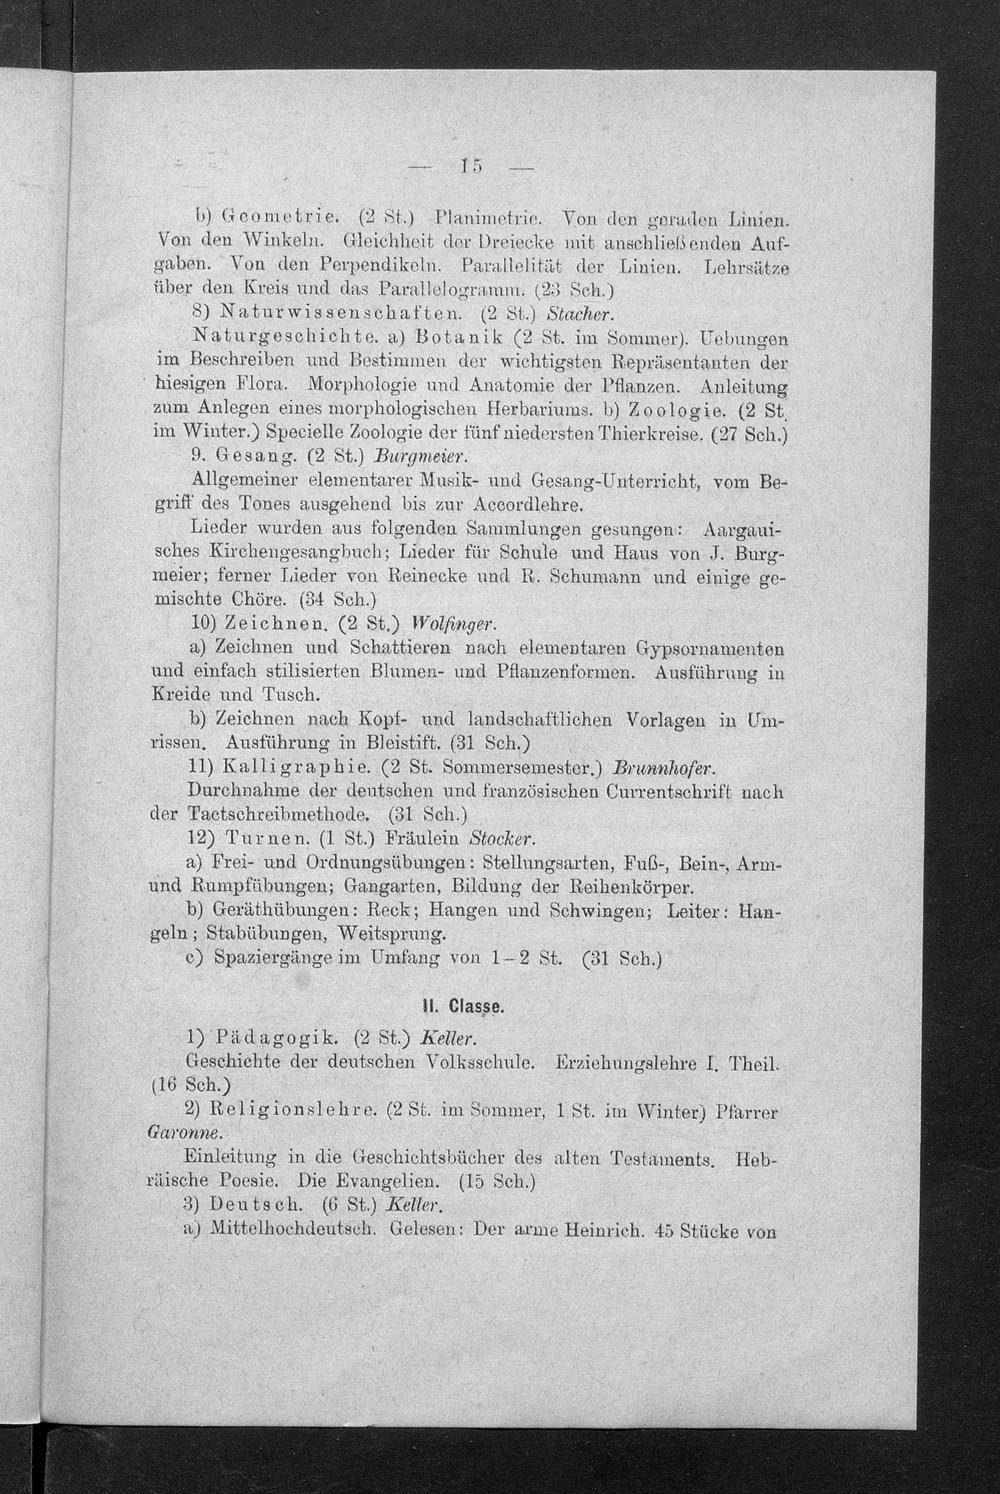 — 15 —
b) Geometrie. (2 St.) Planimetrie. Von den geraden Linien.
Von den Winkeln. Gleichheit der Dreiecke mit anschließenden Auf-
gaben. Von den Perpendikeln. Parallelität der Linien. Lehrsätze
über den Kreis und das Parallelogramm. (23 Sch.)
8) Naturwissenschaften. (2 St.) Stacher.
Naturgeschichte. a) Botanik (2 St. im Sommer). Uebungen
im Beschreiben und Bestimmen der wichtigsten Repräsentanten der
hiesigen Flora. Morphologie und Anatomie der Pflanzen. Anleitung
zum Anlegen eines morphologischen Herbariums. b) Zoologie. (2 St.
im Winter.) Specielle Zoologie der fünf niedersten Thierkreise. (27 Sch.)
9. Gesang. (2 St.) Burgmeier.
Allgemeiner elementarer Musik- und Gesang-Unterricht, vom Be-
griff des Tones ausgehend bis zur Accordlehre.
Lieder wurden aus folgenden Sammlungen gesungen: Aargaui-
sches Kirchengesangbuch; Lieder für Schule und Haus von J. Burg-
meier; ferner Lieder von Reinecke und R. Schumann und einige ge-
mischte Chöre. (34 Sch.)
10) Zeichnen. (2 St.) Wolfinger.
a) Zeichnen und Schattieren nach elementaren Gypsornamenten
und einfach stilisierten Blumen- und Pflanzenformen. Ausführung in
Kreide und Tusch.
b) Zeichnen nach Kopf- und landschaftlichen Vorlagen in Um-
rissen. Ausführung in Bleistift. (31 Sch.)
11) Kalligraphie. (2 St. Sommersemester.) Brunnhofer.
Durchnahme der deutschen und französischen Currentschrift nach
der Tactschreibmethode. (31 Sch.)
12) Turnen. (1 St.) Fräulein Stocker.
a) Frei- und Ordnungsübungen: Stellungsarten, Fuß-, Bein-, Arm-
und Rumpfübungen; Gangarten, Bildung der Reihenkörper.
b) Geräthübungen: Reck; Hangen und Schwingen; Leiter: Han-
geln; Stabübungen, Weitsprung.
c) Spaziergänge im Umfang von 1–2 St. (31 Sch.)
II. Classe.
1) Pädagogik. (2 St.) Keller.
Geschichte der deutschen Volksschule. Erziehungslehre I. Theil.
(16 Sch.)
2) Religionslehre. (2 St. im Sommer, 1 St. im Winter) Pfarrer
Garonne.
Einleitung in die Geschichtsbücher des alten Testaments. Heb-
räische Poesie. Die Evangelien. (15 Sch.)
3) Deutsch. (6 St.) Keller.
a) Mittelhochdeutsch. Gelesen: Der arme Heinrich. 45 Stücke von